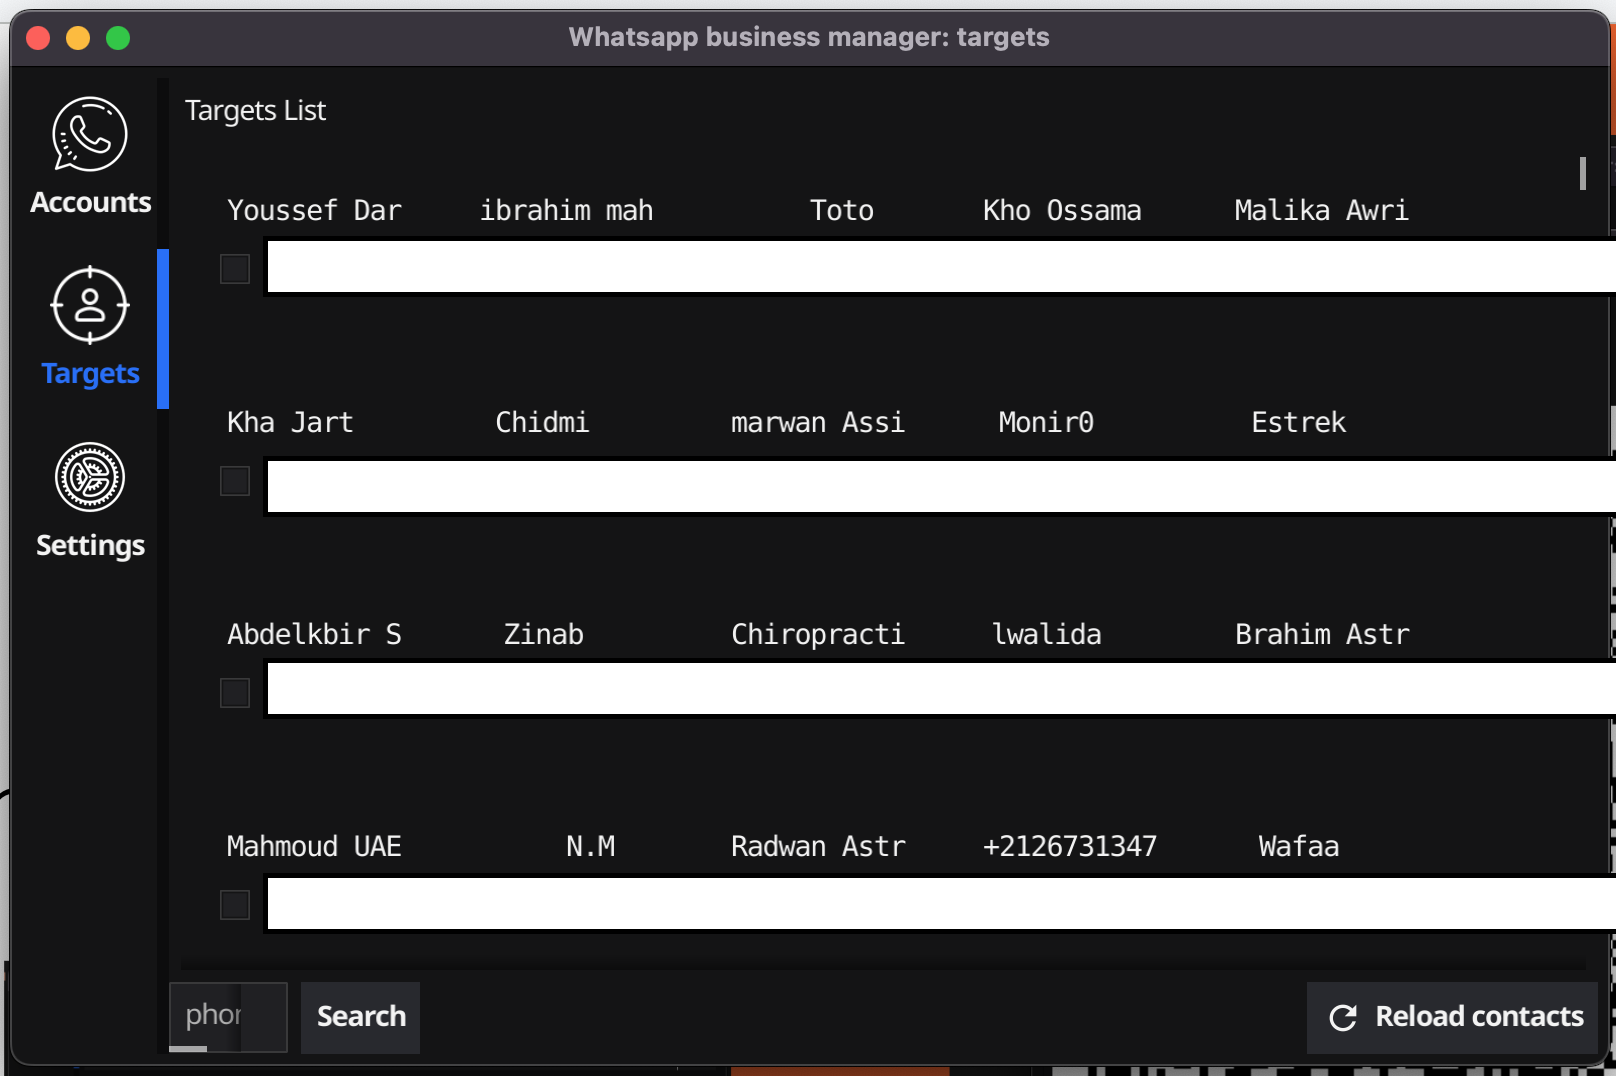 Whatsapp business manager: targets
Accounts
Targets
Settings
Targets List
Youssef Dar ibrahim mah Toto Kho Ossama Malika Awri
Kha Jart Chidmi marwan Assi Monir0 Estrek
Abdelkbir S Zinab Chiropracti lwalida Brahim Astr
Mahmoud UAE N.M Radwan Astr +2126731347 Wafaa
phor Search Reload contacts